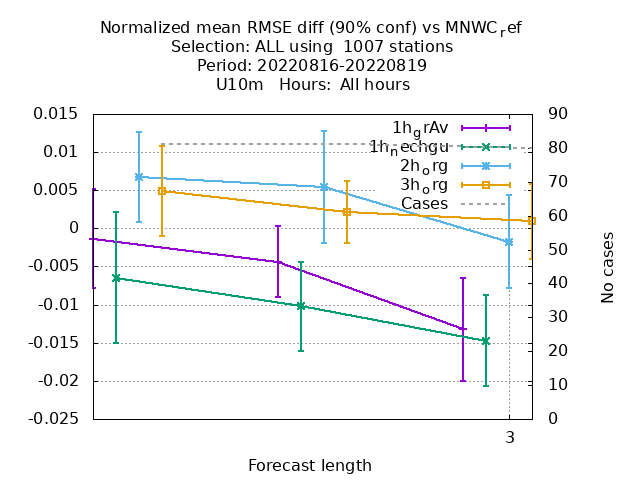 Normalized mean RMSE diff (90% conf) vs MNWC_ref
Selection: ALL using  1007 stations
Period: 20220816-20220819
U10m   Hours:  All hours
0.015
0.01
0.005
0
-0.005
-0.01
-0.015
-0.02
-0.025
90
80
70
60
50
40
30
20
10
0
1h_grAv
1h_nechgu
2h_org
3h_org
Cases
No cases
3
Forecast length